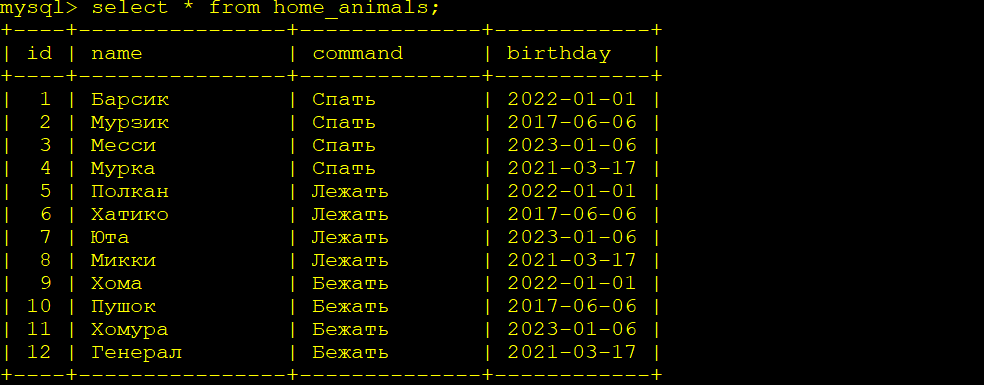 mysql> select * from home_animals;
+----+----------------+--------------+------------+
| id | name           | command      | birthday   |
+----+----------------+--------------+------------+
|  1 | Барсик         | Спать        | 2022-01-01 |
|  2 | Мурзик         | Спать        | 2017-06-06 |
|  3 | Месси          | Спать        | 2023-01-06 |
|  4 | Мурка          | Спать        | 2021-03-17 |
|  5 | Полкан         | Лежать       | 2022-01-01 |
|  6 | Хатико         | Лежать       | 2017-06-06 |
|  7 | Юта            | Лежать       | 2023-01-06 |
|  8 | Микки          | Лежать       | 2021-03-17 |
|  9 | Хома           | Бежать       | 2022-01-01 |
| 10 | Пушок          | Бежать       | 2017-06-06 |
| 11 | Хомура         | Бежать       | 2023-01-06 |
| 12 | Генерал        | Бежать       | 2021-03-17 |
+----+----------------+--------------+------------+